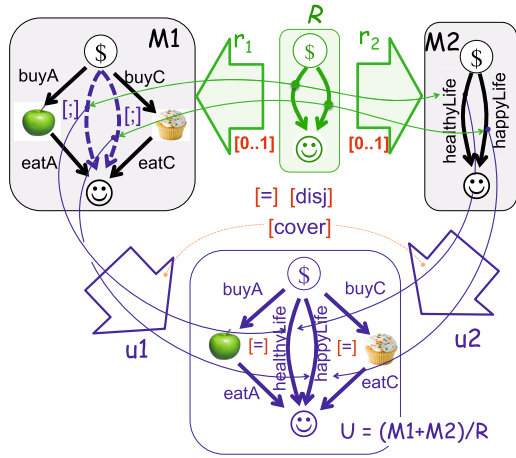 M1
r1
R
r2
M2
$
$
$
buyA
buyC
[;]
[;]
healthyLife
happyLife
eatA
eatC
[0..1]
[0..1]
[=] [disj]
[cover]
$
buyA
buyC
u1
[=]
healthyLife
happyLife
[=]
u2
eatA
eatC
U = (M1+M2)/R